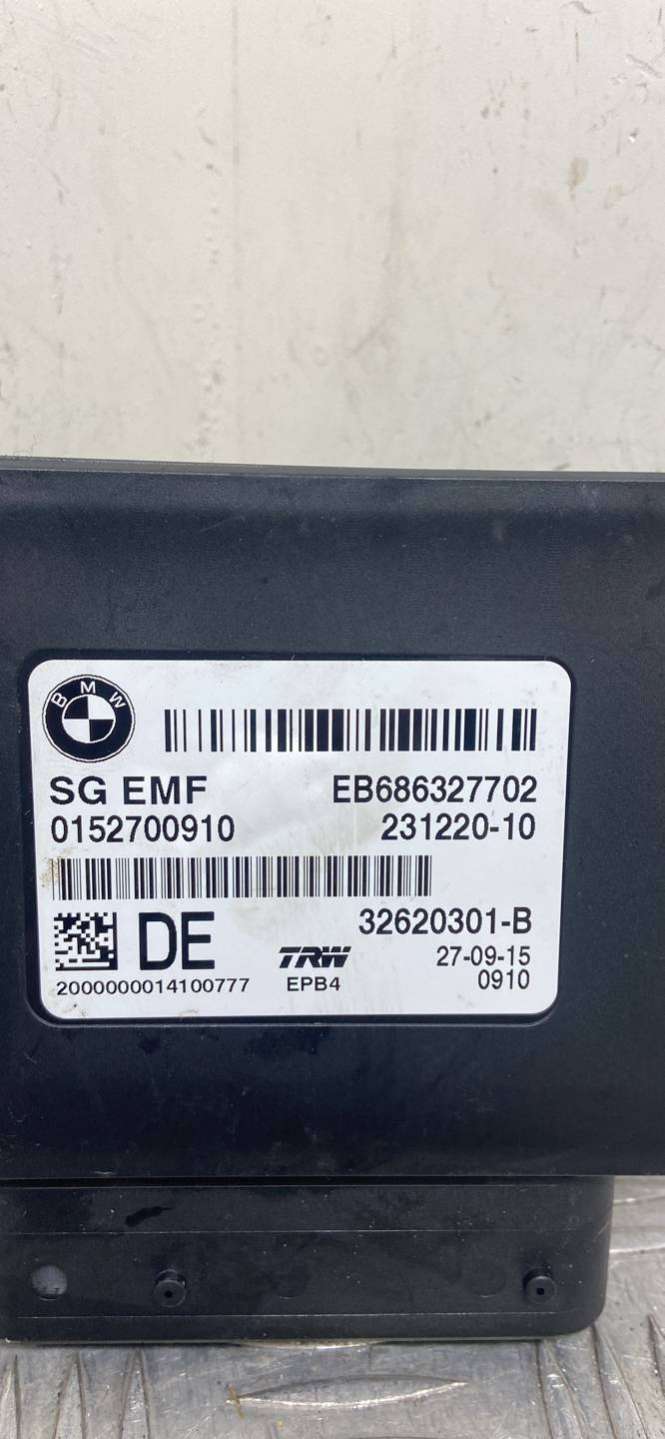 BMW
SG EMF EB686327702
0152700910 231220-10
32620301-B
DE TRW 27-09-15
2000000014100777 EPB4 0910